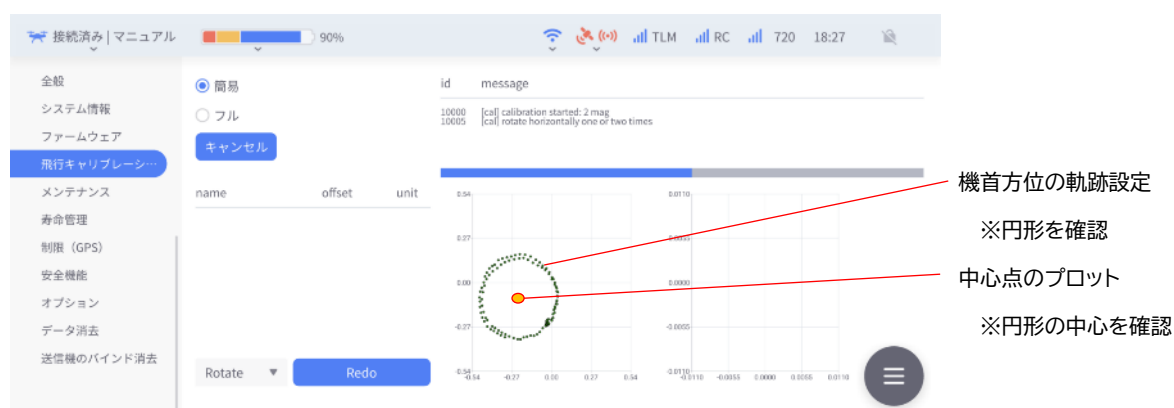 接続済み | マニュアル
90%
TLM
RC
720
18:27
全般
システム情報
ファームウェア
飛行キャリブレーシ…
メンテナンス
寿命管理
制限（GPS）
安全機能
オプション
データ消去
送信機のバインド消去
簡易
フル
キャンセル
name offset unit
Rotate ▼
Redo
id message
10000 [cal] calibration started: 2 mag
10005 [cal] rotate horizontally one or two times
0.54
0.27
0.00
-0.27
-0.54
-0.54 -0.27 0.00 0.27 0.54
0.0110
0.0055
0.0000
-0.0055
-0.0110
-0.0110 -0.0055 0.0000 0.0055 0.0110
機首方位の軌跡設定
※円形を確認
中心点のプロット
※円形の中心を確認